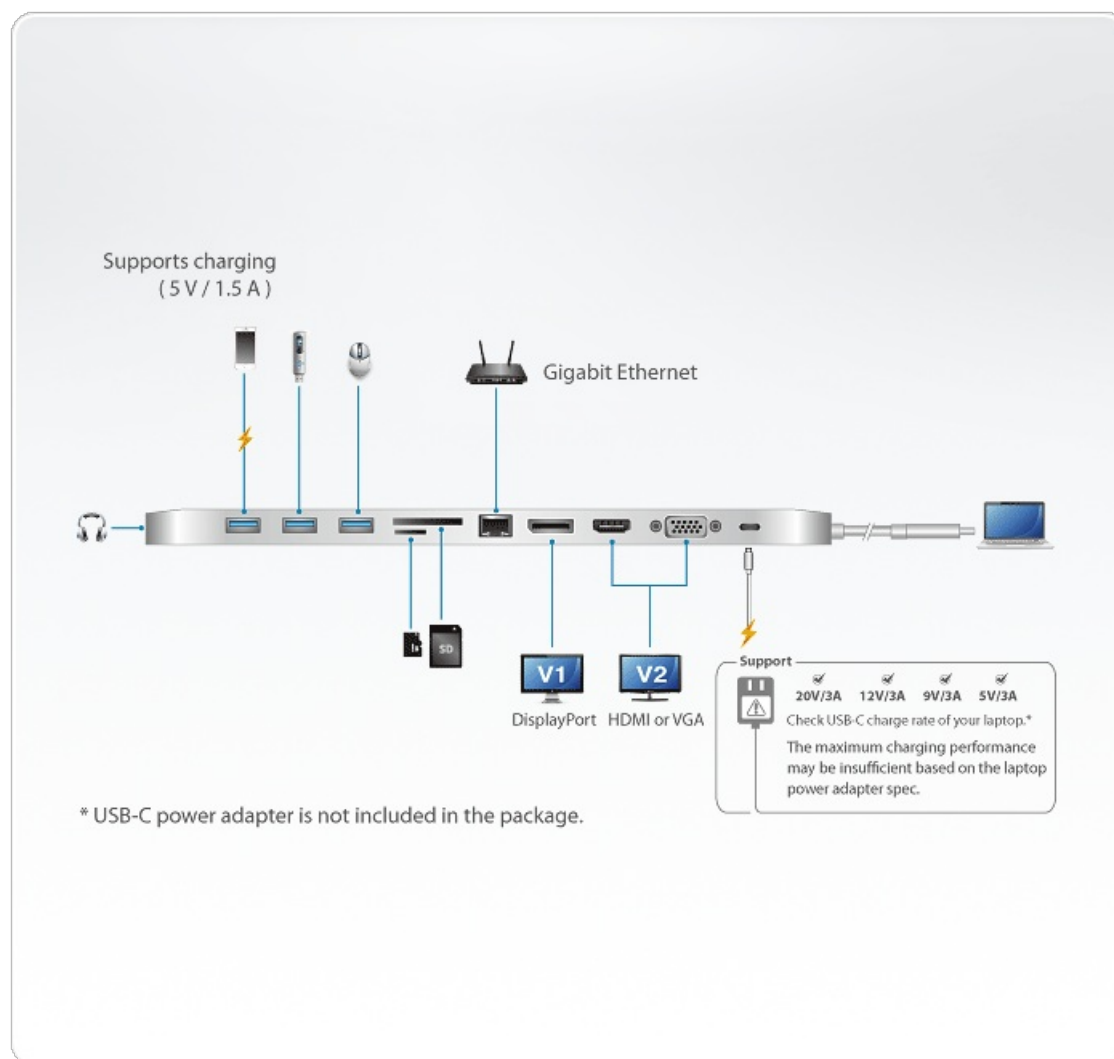 Supports charging
( 5 V / 1.5 A )
Gigabit Ethernet
SD
V1
V2
DisplayPort
HDMI or VGA
Support
20V/3A 12V/3A 9V/3A 5V/3A
Check USB-C charge rate of your laptop.*
The maximum charging performance
may be insufficient based on the laptop
power adapter spec.
* USB-C power adapter is not included in the package.